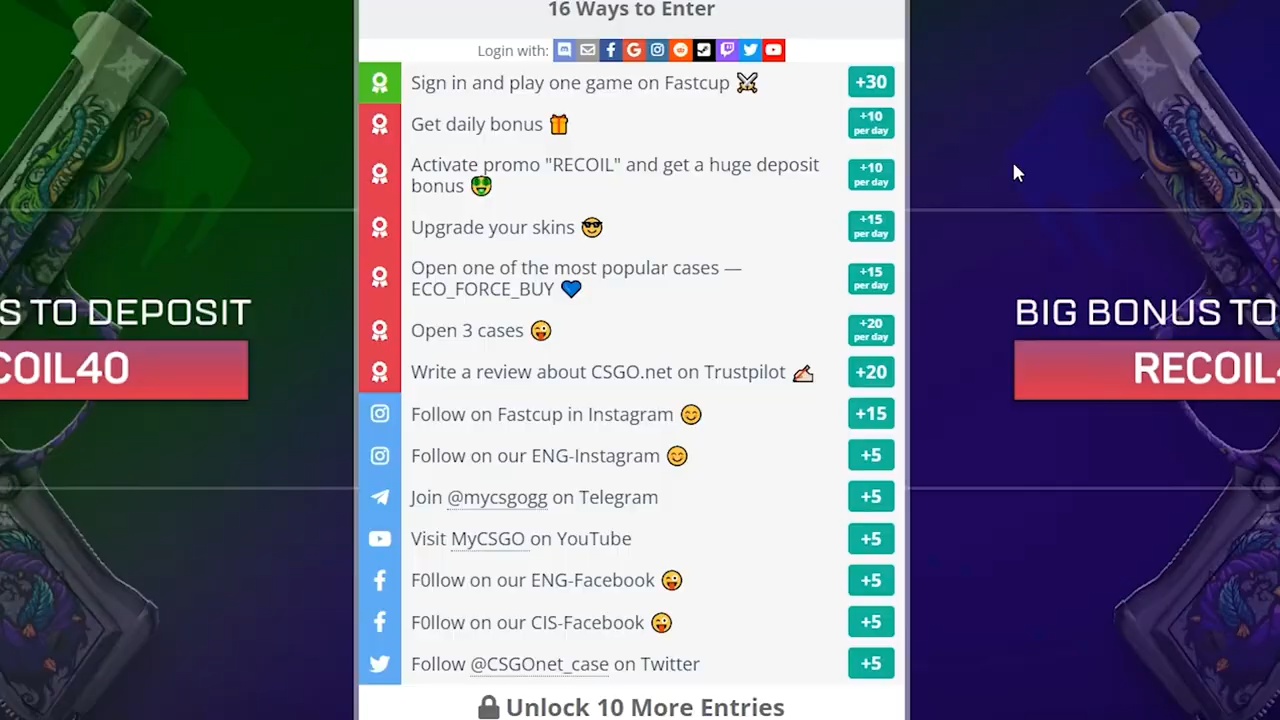 16 Ways to Enter
Login with:
Sign in and play one game on Fastcup
+30
Get daily bonus
+10
per day
Activate promo "RECOIL" and get a huge deposit
bonus
+10
per day
Upgrade your skins
+15
per day
Open one of the most popular cases —
ECO_FORCE_BUY
+15
per day
Open 3 cases
+20
per day
Write a review about CSGO.net on Trustpilot
+20
Follow on Fastcup in Instagram
+15
Follow on our ENG-Instagram
+5
Join @mycsgogg on Telegram
+5
Visit MyCSGO on YouTube
+5
F0llow on our ENG-Facebook
+5
F0llow on our CIS-Facebook
+5
Follow @CSGOnet_case on Twitter
+5
Unlock 10 More Entries
S TO DEPOSIT
COIL40
BIG BONUS TO
RECOIL4